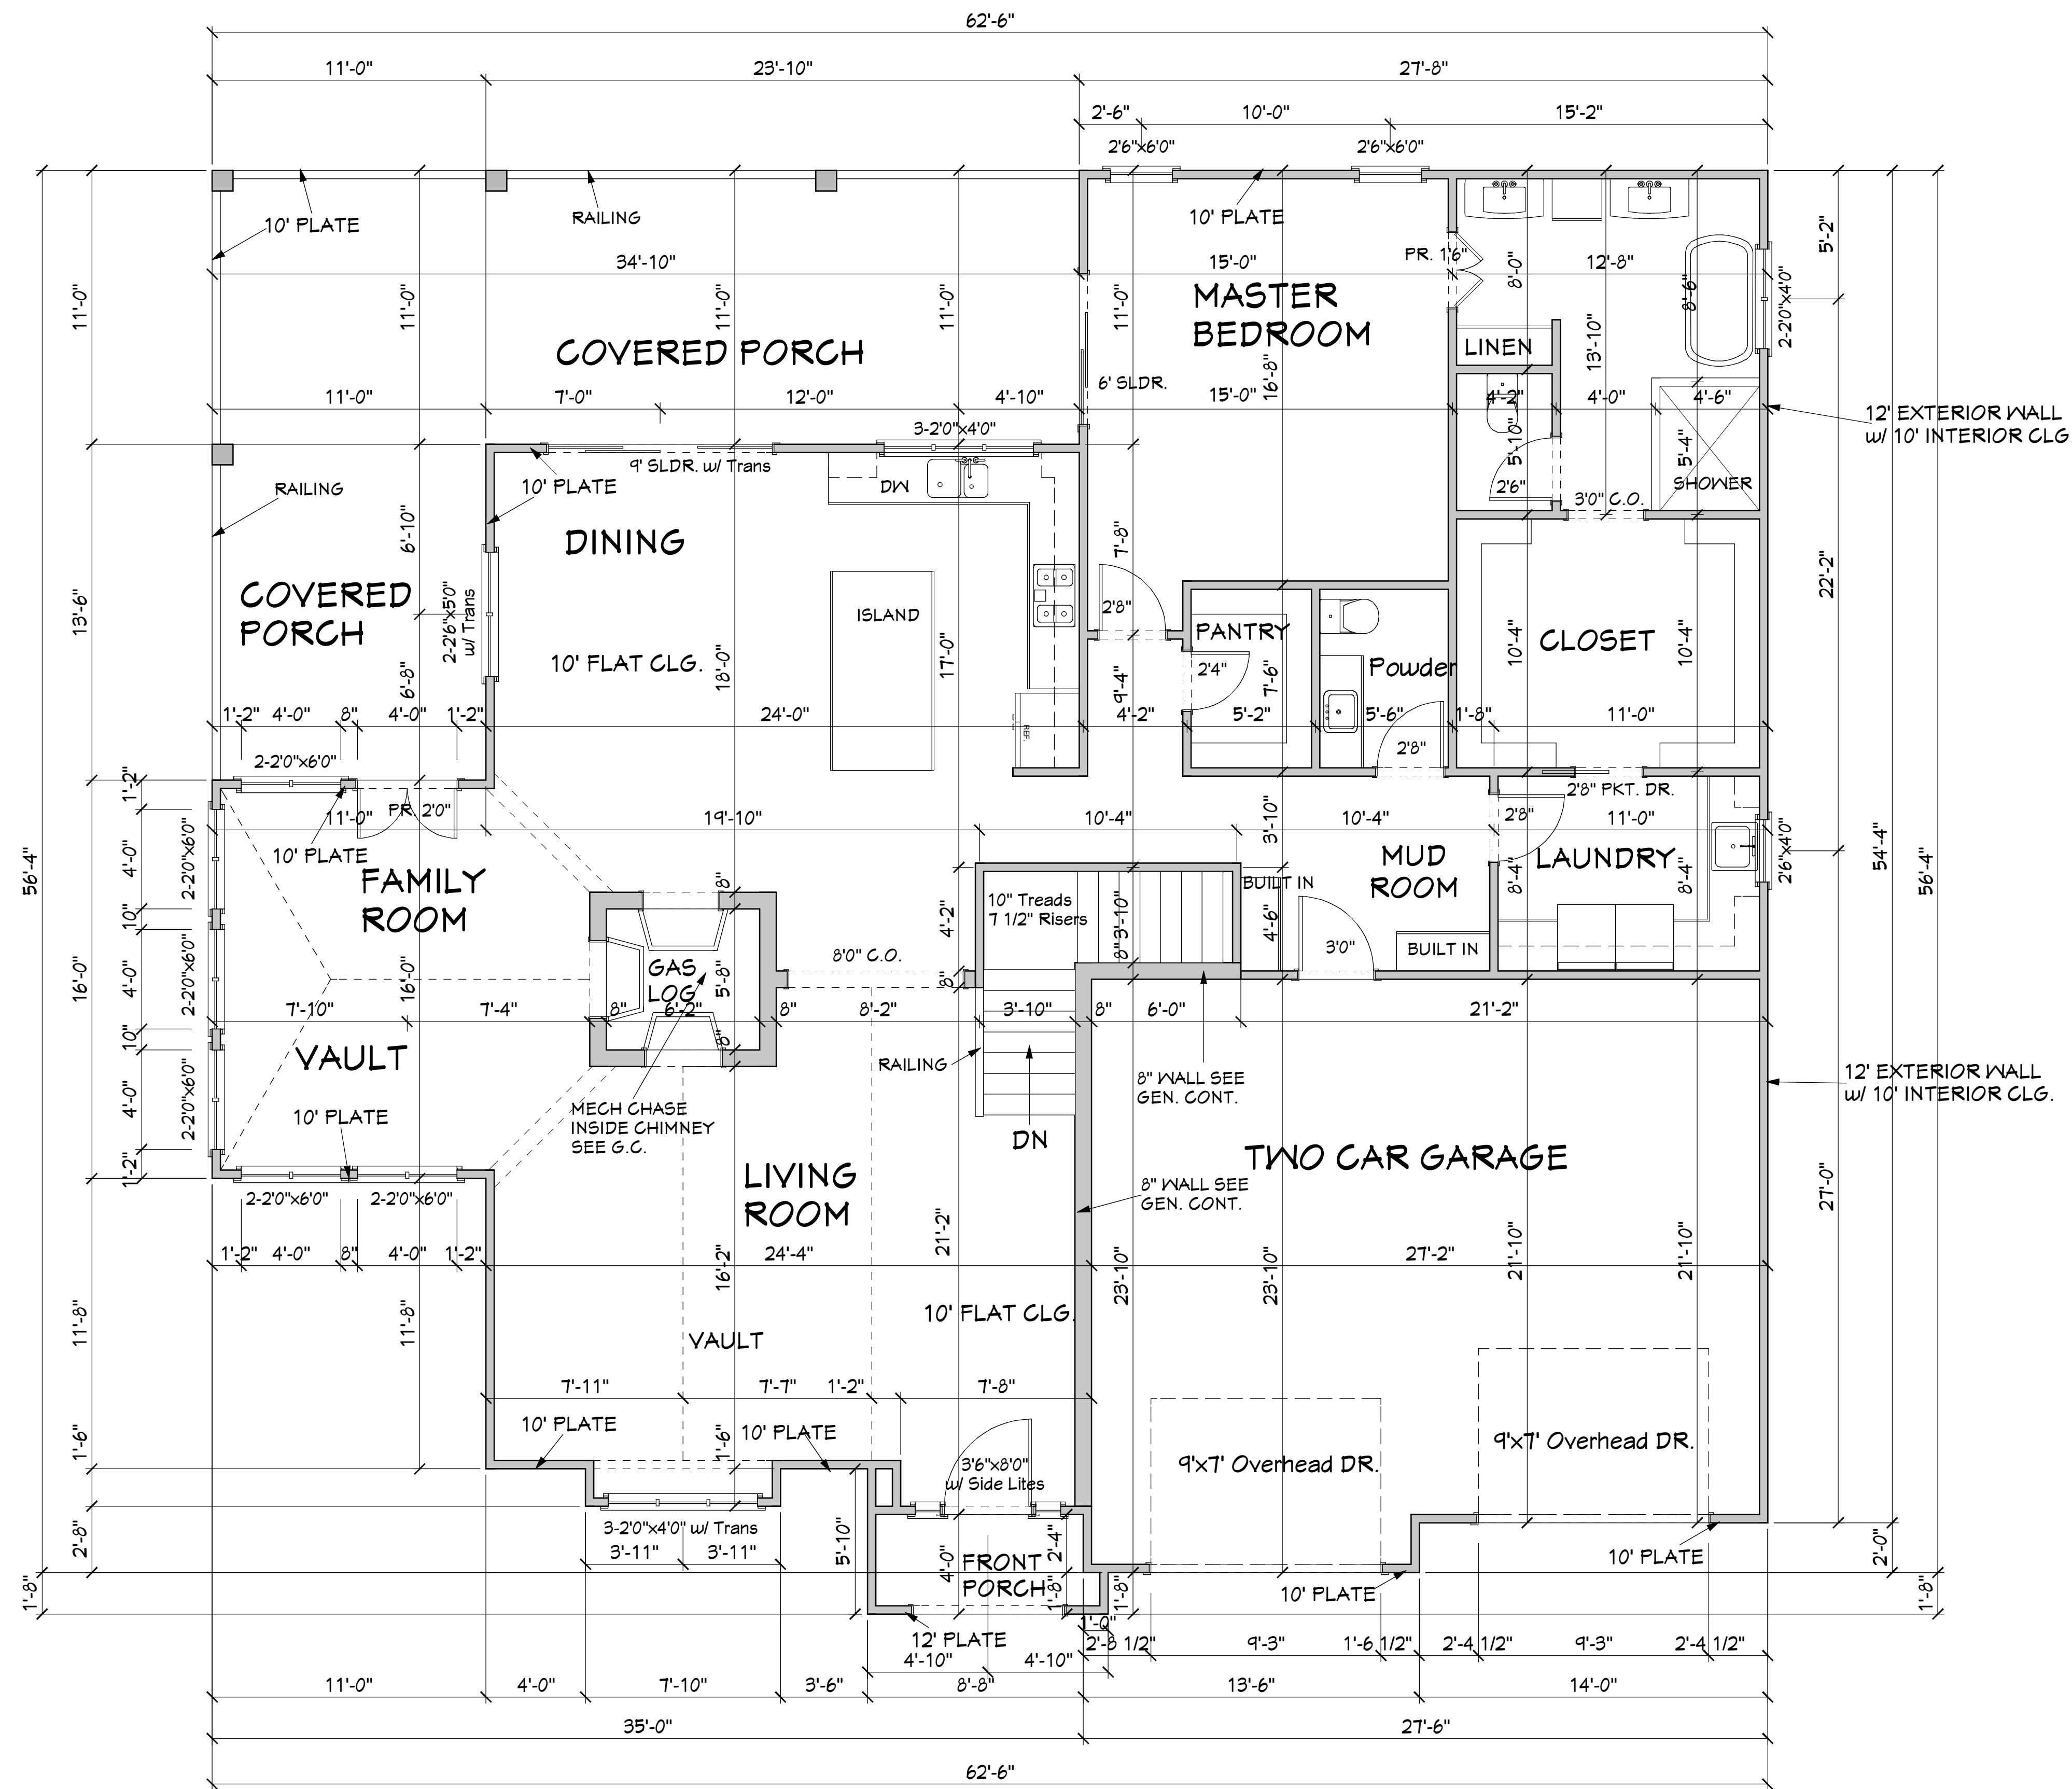 62'-6"
11'-0"
23'-10"
27'-8"
2'-6"
10'-0"
15'-2"
2'6"x6'0"
2'6"x6'0"
10' PLATE
RAILING
10' PLATE
34'-10"
15'-0"
PR. 1'6"
8'-0"
12'-8"
8'-6"
2-2'0"x4'0"
5'-2"
11'-0"
11'-0"
11'-0"
11'-0"
11'-0"
MASTER
BEDROOM
COVERED PORCH
LINEN
13'-10"
16'-8"
6' SLDR.
11'-0"
7'-0"
12'-0"
4'-10"
15'-0"
4'-2"
4'-0"
4'-6"
12' EXTERIOR WALL
w/ 10' INTERIOR CLG
3-2'0"x4'0"
9' SLDR. w/ Trans
10' PLATE
DW
5'-10"
5'-4"
2'6"
SHOWER
3'0" C.O.
RAILING
6'-10"
DINING
7'-8"
22'-2"
13'-6"
COVERED
PORCH
2-2'6"x5'0"
w/ Trans
ISLAND
2'8"
PANTRY
10'-4"
CLOSET
10'-4"
10' FLAT CLG.
18'-0"
17'-0"
9'-4"
2'4"
7'-6"
Powder
6'-8"
1'-2"
4'-0"
8"
4'-0"
1'-2"
24'-0"
REF.
4'-2"
5'-2"
5'-6"
1'-8"
11'-0"
2'8"
2-2'0"x6'0"
2'8" PKT. DR.
1'-2"
PR. 2'0"
11'-0"
19'-10"
10'-4"
3'-10"
10'-4"
2'8"
11'-0"
10' PLATE
56'-4"
54'-4"
56'-4"
4'-0"
2-2'0"x6'0"
FAMILY
ROOM
MUD
ROOM
LAUNDRY
8'-4"
8'-4"
2'6"x4'0"
8"
10" Treads
7 1/2" Risers
BUILT IN
4'-2"
3'-10"
8"
4'-6"
3'0"
BUILT IN
10"
16'-0"
4'-0"
2-2'0"x6'0"
16'-0"
GAS
LOG
5'-8"
8'0" C.O.
8"
7'-10"
7'-4"
8"
6'-2"
8"
8'-2"
3'-10"
8"
6'-0"
21'-2"
10"
VAULT
8"
RAILING
8" WALL SEE
GEN. CONT.
12' EXTERIOR WALL
w/ 10' INTERIOR CLG.
4'-0"
2-2'0"x6'0"
10' PLATE
MECH CHASE
INSIDE CHIMNEY
SEE G.C.
DN
TWO CAR GARAGE
1'-2"
LIVING
ROOM
8" WALL SEE
GEN. CONT.
27'-0"
2-2'0"x6'0"
2-2'0"x6'0"
1'-2"
4'-0"
8"
4'-0"
1'-2"
24'-4"
27'-2"
16'-2"
21'-2"
23'-10"
23'-10"
21'-10"
21'-10"
11'-8"
11'-8"
10' FLAT CLG.
VAULT
7'-11"
7'-7"
1'-2"
7'-8"
10' PLATE
10' PLATE
1'-6"
1'-6"
3'6"x8'0"
w/ Side Lites
9'x7' Overhead DR.
9'x7' Overhead DR.
3-2'0"x4'0" w/ Trans
3'-11"
3'-11"
2'-8"
5'-10"
4'-0"
FRONT
PORCH
2'-4"
1'-8"
1'-8"
1'-8"
10' PLATE
10' PLATE
2'-0"
1'-8"
12' PLATE
1'-0"
2'-8 1/2"
9'-3"
1'-6 1/2"
2'-4 1/2"
9'-3"
2'-4 1/2"
4'-10"
4'-10"
11'-0"
4'-0"
7'-10"
3'-6"
8'-8"
13'-6"
14'-0"
35'-0"
27'-6"
62'-6"